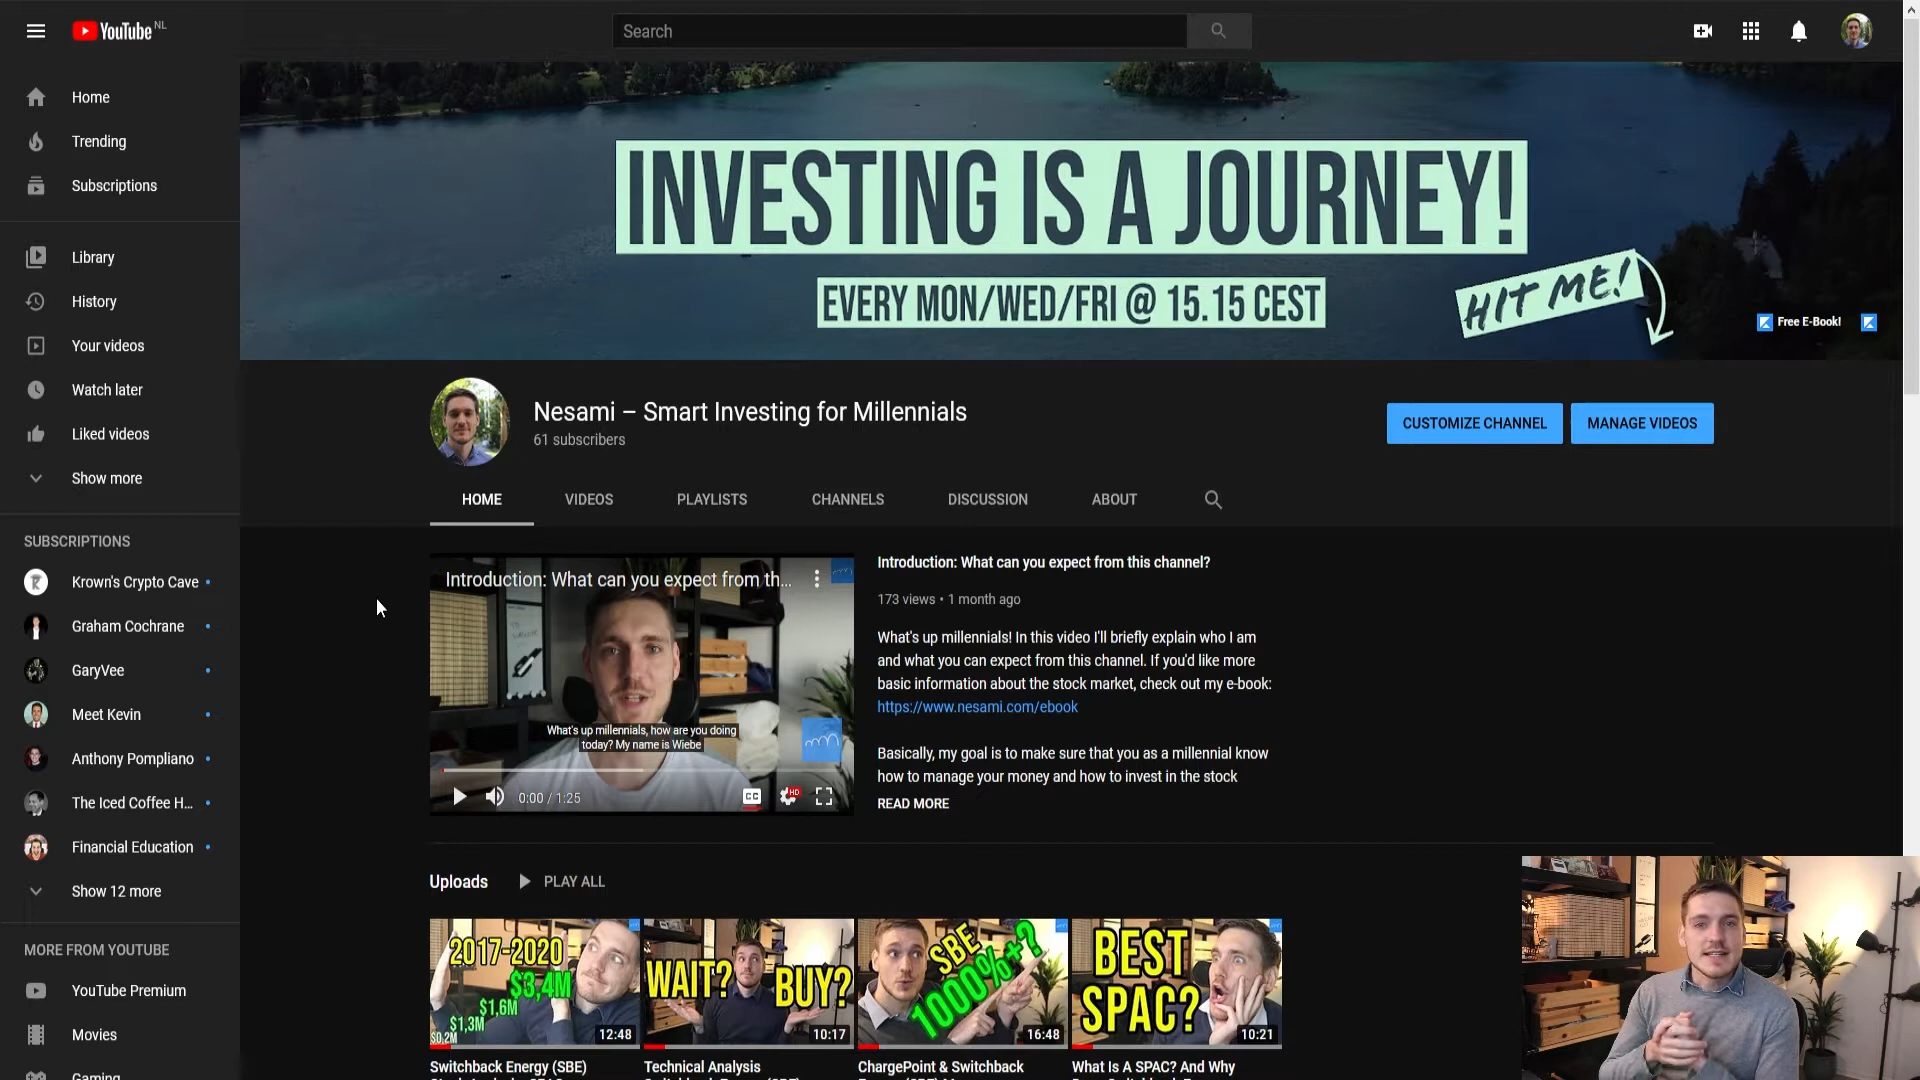 YouTube NL
Search
Home
Trending
Subscriptions
Library
History
Your videos
Watch later
Liked videos
Show more
SUBSCRIPTIONS
Krown's Crypto Cave
Graham Cochrane
GaryVee
Meet Kevin
Anthony Pompliano
The Iced Coffee H...
Financial Education
Show 12 more
MORE FROM YOUTUBE
YouTube Premium
Movies
Gaming
INVESTING IS A JOURNEY!
EVERY MON/WED/FRI @ 15.15 CEST
HIT ME!
Free E-Book!
Nesami – Smart Investing for Millennials
61 subscribers
CUSTOMIZE CHANNEL
MANAGE VIDEOS
HOME
VIDEOS
PLAYLISTS
CHANNELS
DISCUSSION
ABOUT
Introduction: What can you expect from th...
What's up millennials, how are you doing
today? My name is Wiebe
0:00 / 1:25
CC
HD
Introduction: What can you expect from this channel?
173 views • 1 month ago
What's up millennials! In this video I'll briefly explain who I am
and what you can expect from this channel. If you'd like more
basic information about the stock market, check out my e-book:
https://www.nesami.com/ebook
Basically, my goal is to make sure that you as a millennial know
how to manage your money and how to invest in the stock
READ MORE
Uploads
PLAY ALL
2017-2020
$3,4M
$1,6M
$1,3M
$0,2M
12:48
Switchback Energy (SBE)
WAIT?
BUY?
10:17
Technical Analysis
SBE
1000%+?
16:48
ChargePoint & Switchback
BEST
SPAC?
10:21
What Is A SPAC? And Why